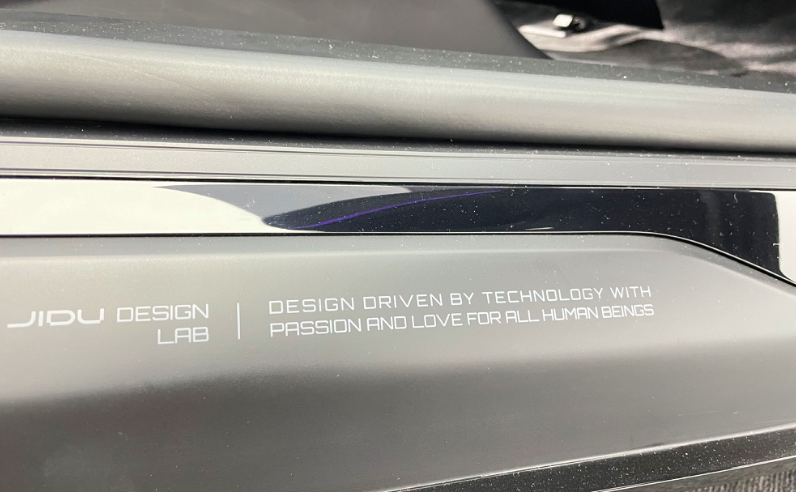 JIDU DESIGN LAB
DESIGN DRIVEN BY TECHNOLOGY WITH
PASSION AND LOVE FOR ALL HUMAN BEINGS